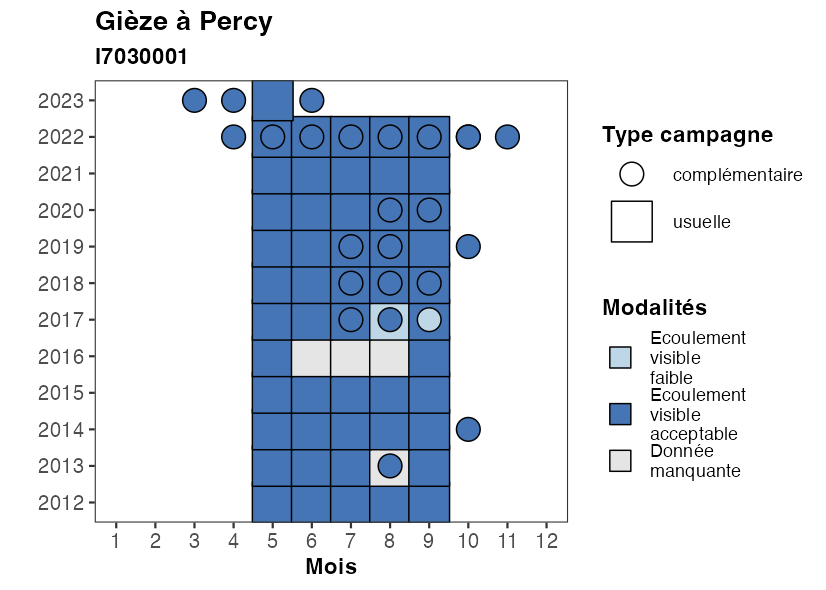 Gièze à Percy
I7030001
2023
2022
2021
2020
2019
2018
2017
2016
2015
2014
2013
2012
1 2 3 4 5 6 7 8 9 10 11 12
Mois
Type campagne
complémentaire
usuelle
Modalités
Ecoulement
visible
faible
Ecoulement
visible
acceptable
Donnée
manquante